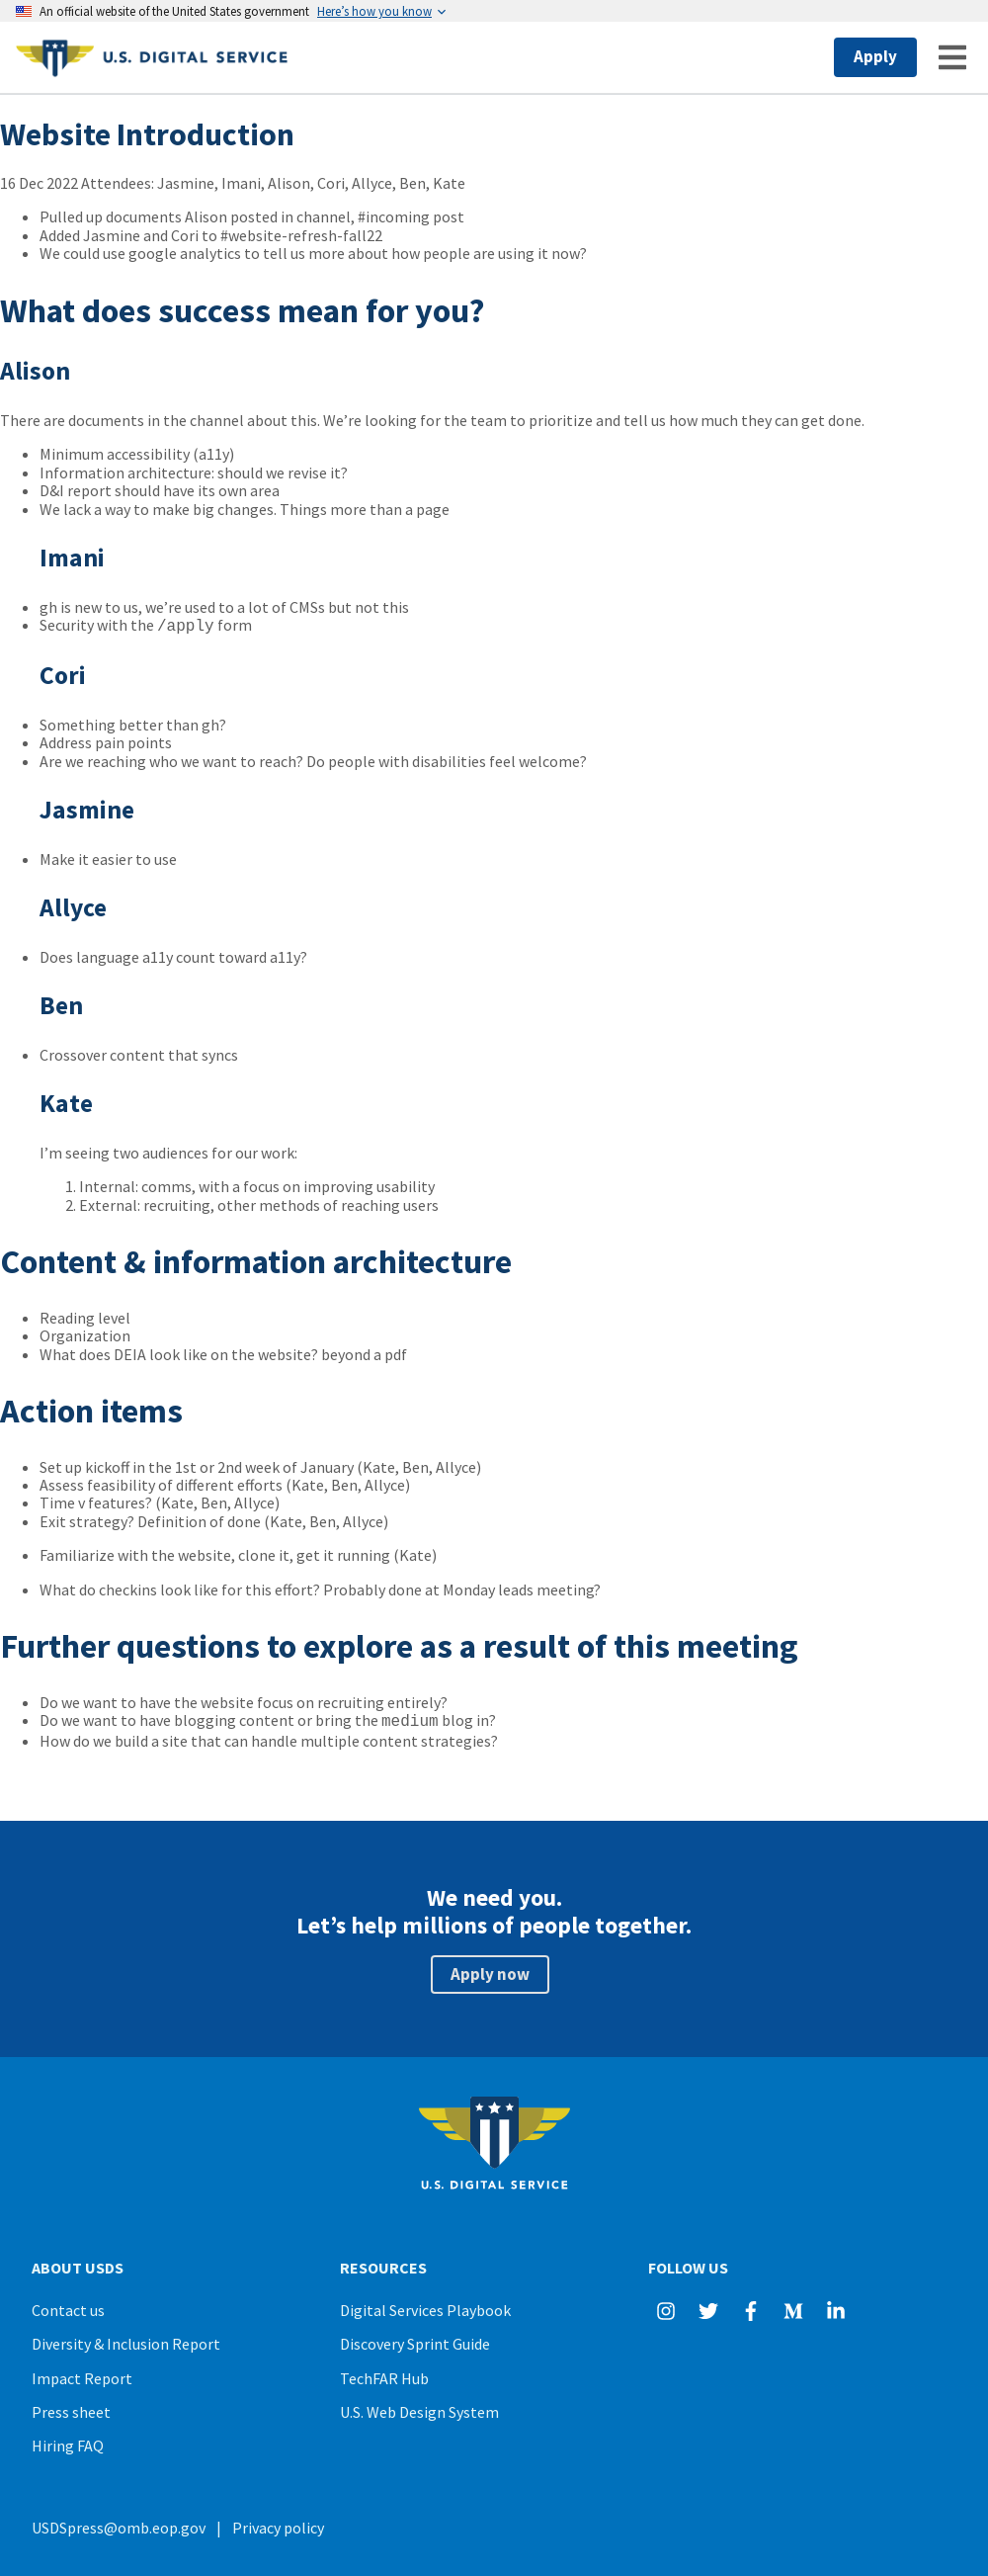 An official website of the United States government Here’s how you know
U.S. DIGITAL SERVICE
Apply
Website Introduction
16 Dec 2022 Attendees: Jasmine, Imani, Alison, Cori, Allyce, Ben, Kate
• Pulled up documents Alison posted in channel, #incoming post
• Added Jasmine and Cori to #website-refresh-fall22
• We could use google analytics to tell us more about how people are using it now?
What does success mean for you?
Alison
There are documents in the channel about this. We’re looking for the team to prioritize and tell us how much they can get done.
• Minimum accessibility (a11y)
• Information architecture: should we revise it?
• D&I report should have its own area
• We lack a way to make big changes. Things more than a page
Imani
• gh is new to us, we’re used to a lot of CMSs but not this
• Security with the /apply form
Cori
• Something better than gh?
• Address pain points
• Are we reaching who we want to reach? Do people with disabilities feel welcome?
Jasmine
• Make it easier to use
Allyce
• Does language a11y count toward a11y?
Ben
• Crossover content that syncs
Kate
I’m seeing two audiences for our work:
1. Internal: comms, with a focus on improving usability
2. External: recruiting, other methods of reaching users
Content & information architecture
• Reading level
• Organization
• What does DEIA look like on the website? beyond a pdf
Action items
• Set up kickoff in the 1st or 2nd week of January (Kate, Ben, Allyce)
• Assess feasibility of different efforts (Kate, Ben, Allyce)
• Time v features? (Kate, Ben, Allyce)
• Exit strategy? Definition of done (Kate, Ben, Allyce)
• Familiarize with the website, clone it, get it running (Kate)
• What do checkins look like for this effort? Probably done at Monday leads meeting?
Further questions to explore as a result of this meeting
• Do we want to have the website focus on recruiting entirely?
• Do we want to have blogging content or bring the medium blog in?
• How do we build a site that can handle multiple content strategies?
We need you.
Let’s help millions of people together.
Apply now
U.S. DIGITAL SERVICE
ABOUT USDS
Contact us
Diversity & Inclusion Report
Impact Report
Press sheet
Hiring FAQ
RESOURCES
Digital Services Playbook
Discovery Sprint Guide
TechFAR Hub
U.S. Web Design System
FOLLOW US
USDSpress@omb.eop.gov | Privacy policy